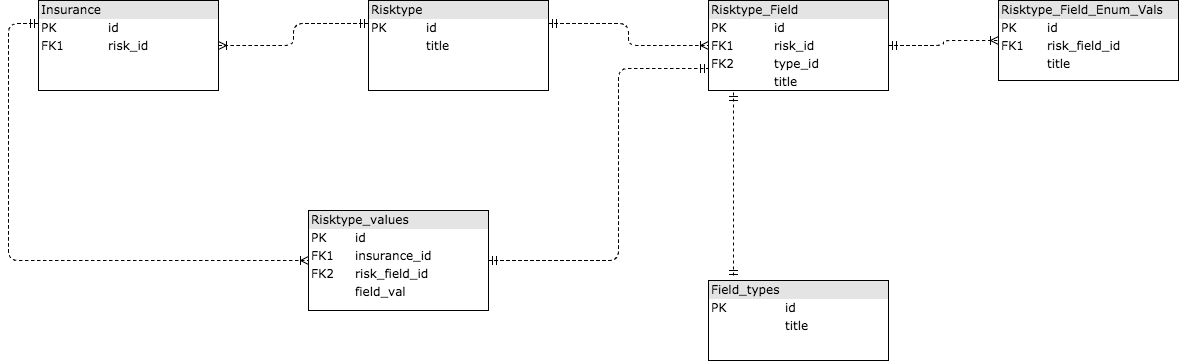 Insurance
PK id
FK1 risk_id
Risktype
PK id
title
Risktype_Field
PK id
FK1 risk_id
FK2 type_id
title
Risktype_Field_Enum_Vals
PK id
FK1 risk_field_id
title
Risktype_values
PK id
FK1 insurance_id
FK2 risk_field_id
field_val
Field_types
PK id
title